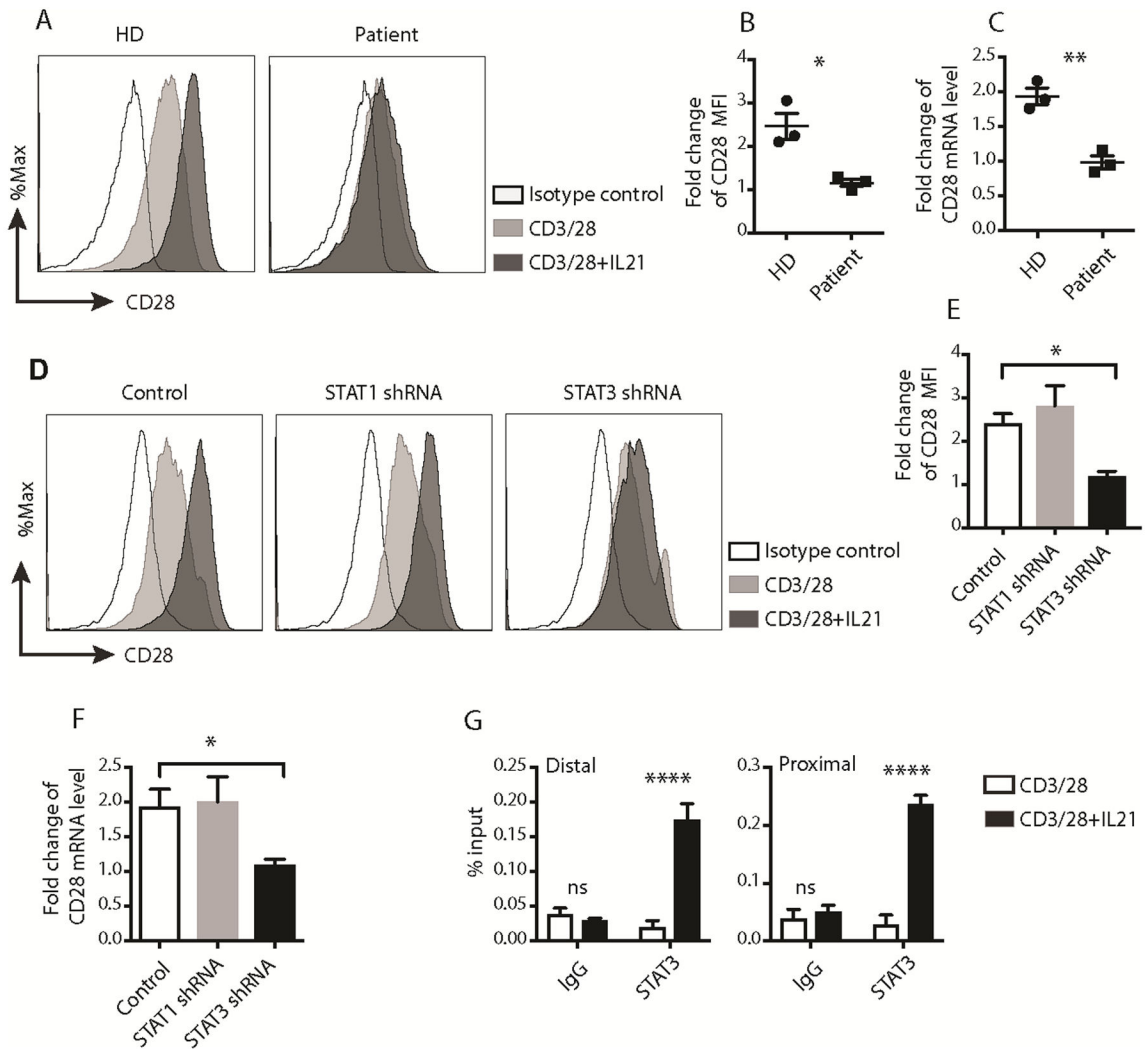 A
HD
Patient
%Max
CD28
Isotype control
CD3/28
CD3/28+IL21
B
Fold change
of CD28 MFI
4
3
2
1
0
*
HD
Patient
C
Fold change of
CD28 mRNA level
2.5
2.0
1.5
1.0
0.5
0.0
**
HD
Patient
D
Control
STAT1 shRNA
STAT3 shRNA
%Max
CD28
Isotype control
CD3/28
CD3/28+IL21
E
Fold change
of CD28 MFI
4
3
2
1
0
*
Control
STAT1 shRNA
STAT3 shRNA
F
Fold change of
CD28 mRNA level
2.5
2.0
1.5
1.0
0.5
0.0
*
Control
STAT1 shRNA
STAT3 shRNA
G
% input
0.25
0.20
0.15
0.10
0.05
0.00
Distal
ns
****
IgG
STAT3
0.3
0.2
0.1
0.0
Proximal
ns
****
IgG
STAT3
CD3/28
CD3/28+IL21